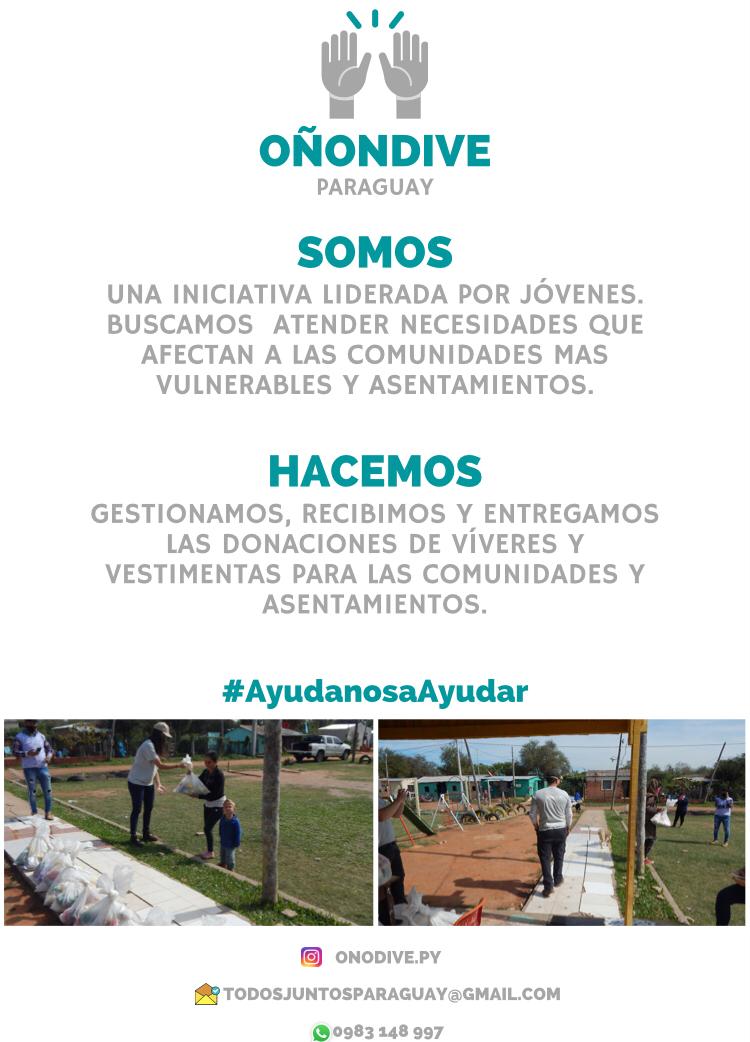 OÑONDIVE
PARAGUAY
SOMOS
UNA INICIATIVA LIDERADA POR JÓVENES.
BUSCAMOS ATENDER NECESIDADES QUE
AFECTAN A LAS COMUNIDADES MAS
VULNERABLES Y ASENTAMIENTOS.
HACEMOS
GESTIONAMOS, RECIBIMOS Y ENTREGAMOS
LAS DONACIONES DE VÍVERES Y
VESTIMENTAS PARA LAS COMUNIDADES Y
ASENTAMIENTOS.
#AyudanosaAyudar
ONODIVE.PY
TODOSJUNTOSPARAGUAY@GMAIL.COM
0983 148 997